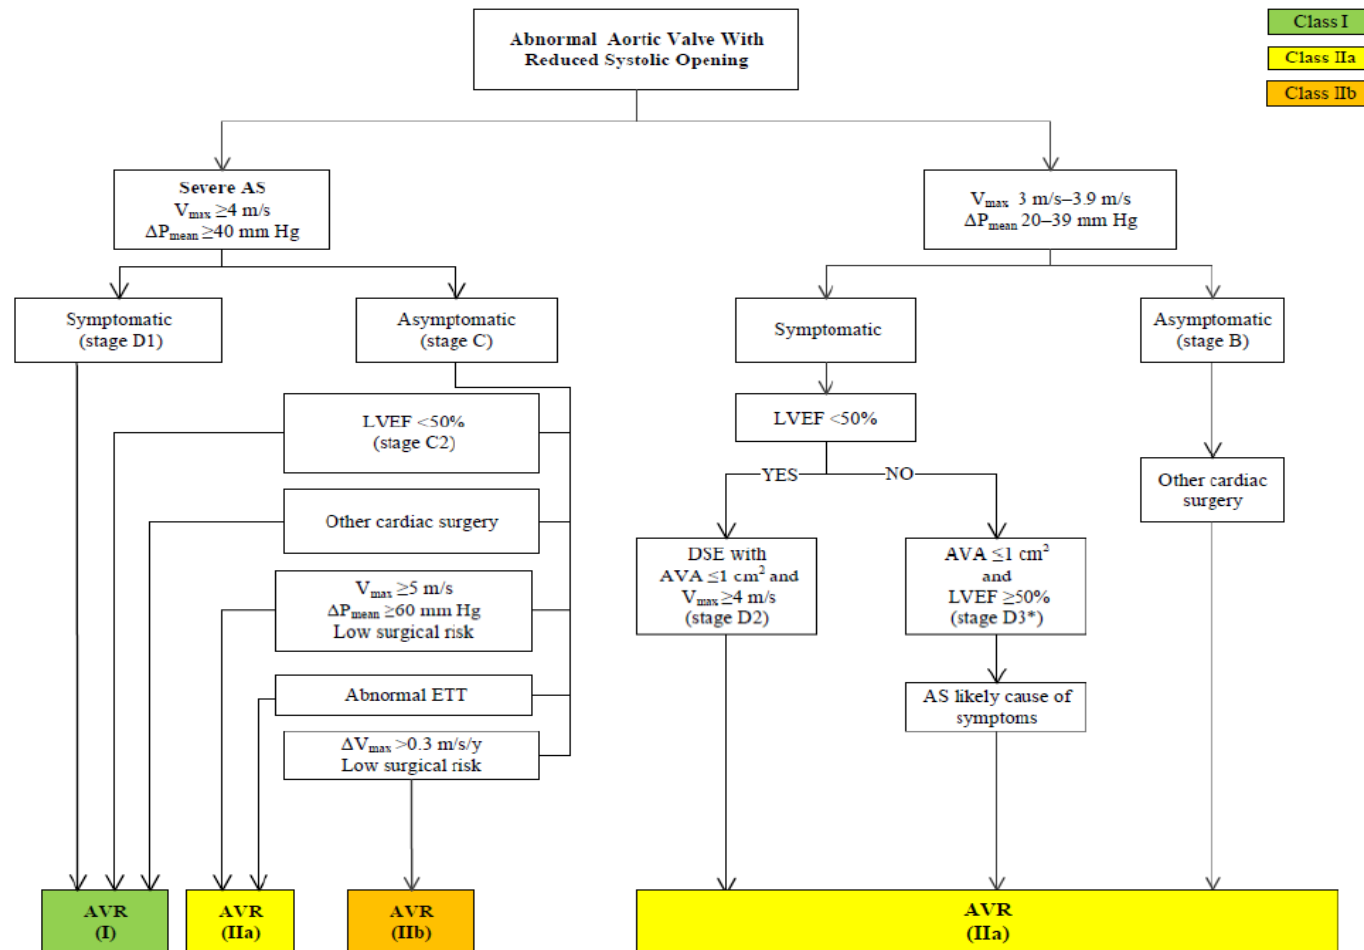 Abnormal Aortic Valve With
Reduced Systolic Opening
Class I
Class IIa
Class IIb
Severe AS
Vmax ≥4 m/s
ΔPmean ≥40 mm Hg
Vmax 3 m/s–3.9 m/s
ΔPmean 20–39 mm Hg
Symptomatic
(stage D1)
Asymptomatic
(stage C)
Symptomatic
Asymptomatic
(stage B)
LVEF <50%
(stage C2)
LVEF <50%
YES
NO
Other cardiac
surgery
Other cardiac surgery
DSE with
AVA ≤1 cm²and
Vmax ≥4 m/s
(stage D2)
AVA ≤1 cm²
and
LVEF ≥50%
(stage D3*)
Vmax ≥5 m/s
ΔPmean ≥60 mm Hg
Low surgical risk
Abnormal ETT
AS likely cause of
symptoms
ΔVmax >0.3 m/s/y
Low surgical risk
AVR
(I)
AVR
(IIa)
AVR
(IIb)
AVR
(IIa)